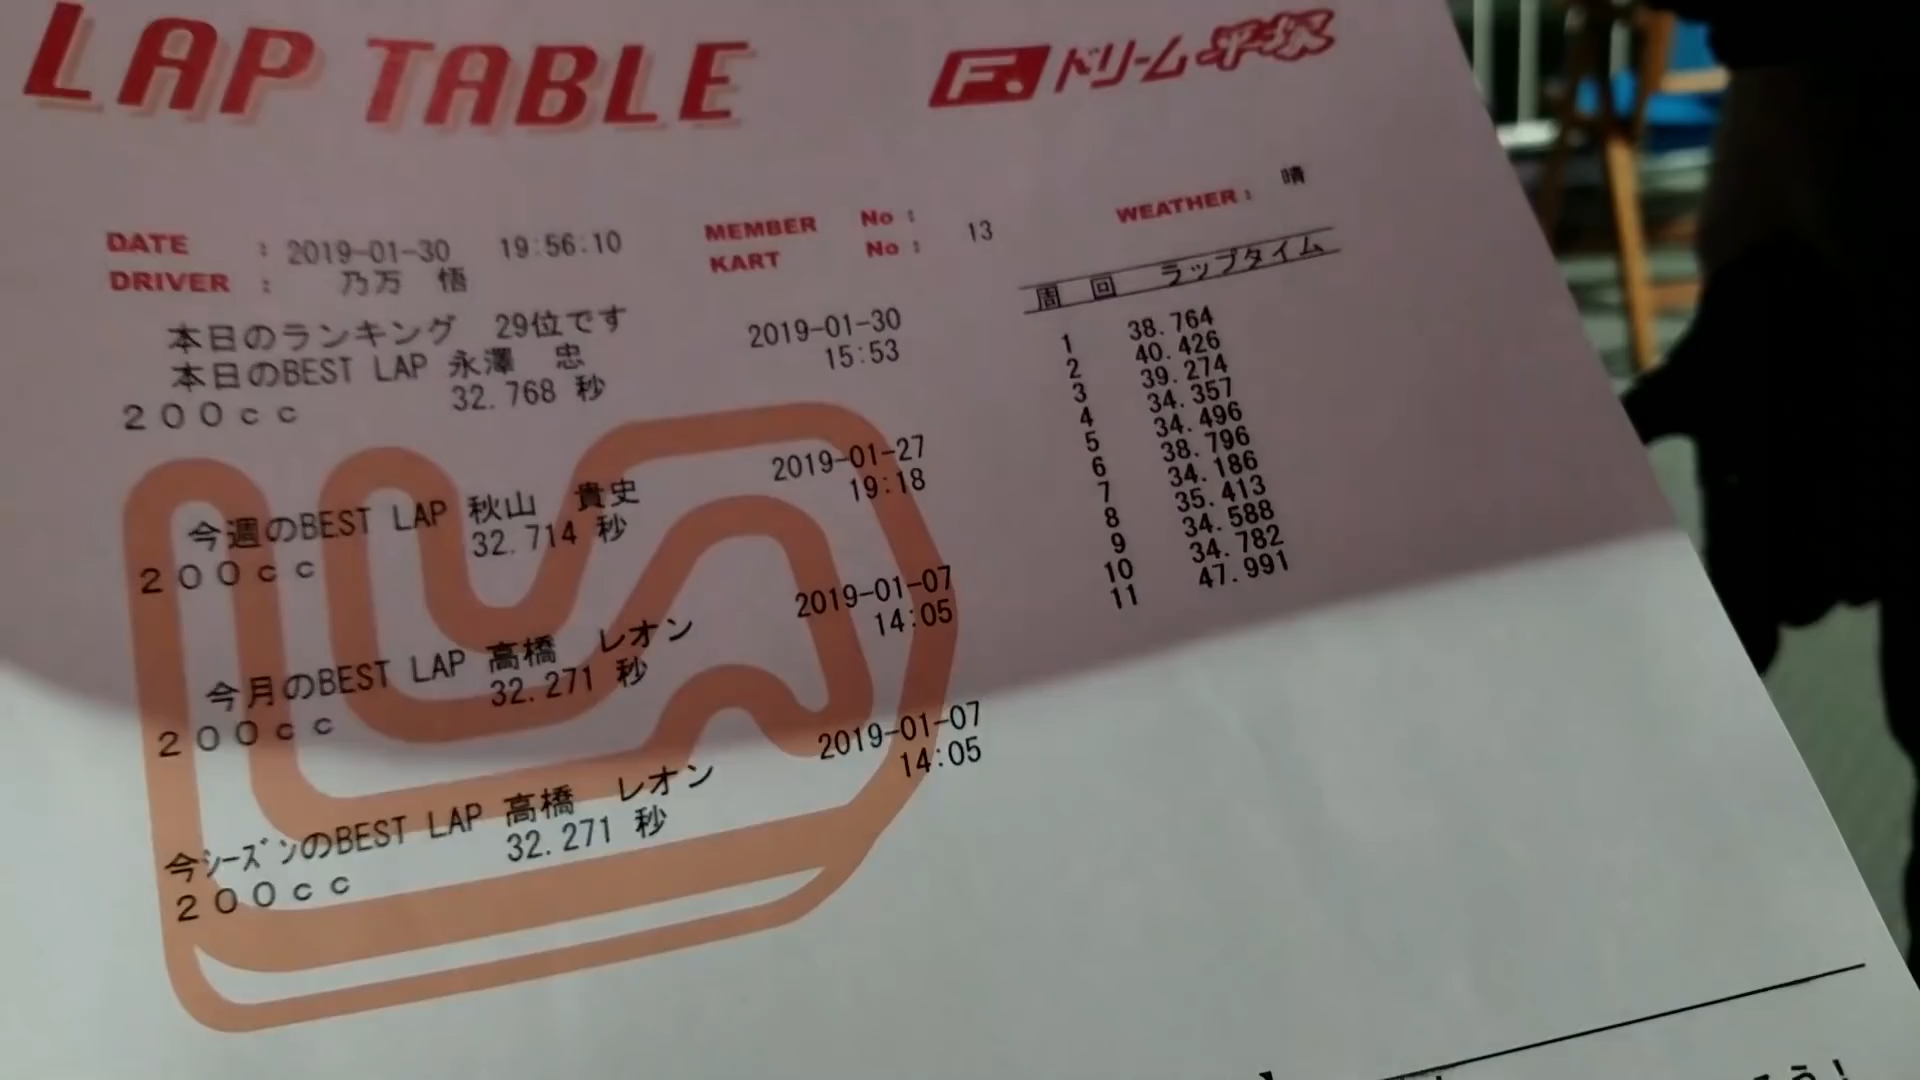 LAP TABLE
F. ドリーム平塚
DATE : 2019-01-30 19:56:10
DRIVER : 乃万 悟
MEMBER No :
KART No : 13
WEATHER : 晴
本日のランキング 29位です
本日のBEST LAP 永澤 忠 2019-01-30
200cc 32.768 秒 15:53
今週のBEST LAP 秋山 貴史 2019-01-27
200cc 32.714 秒 19:18
今月のBEST LAP 高橋 レオン 2019-01-07
200cc 32.271 秒 14:05
今シーズンのBEST LAP 高橋 レオン 2019-01-07
200cc 32.271 秒 14:05
周 回 ラップタイム
1 38.764
2 40.426
3 39.274
4 34.357
5 34.496
6 38.796
7 34.186
8 35.413
9 34.588
10 34.782
11 47.991